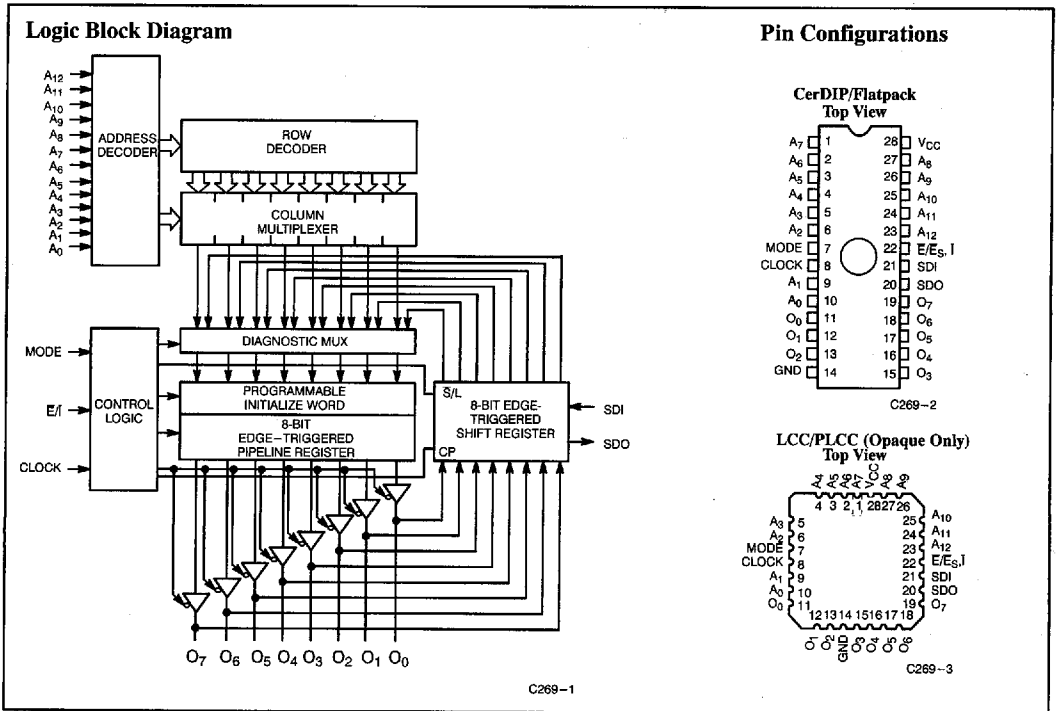 Logic Block Diagram
A12
A11
A10
A9
A8
A7
A6
A5
A4
A3
A2
A1
A0
ADDRESS
DECODER
ROW
DECODER
COLUMN
MULTIPLEXER
DIAGNOSTIC MUX
MODE
E̅/I̅
CLOCK
CONTROL
LOGIC
PROGRAMMABLE
INITIALIZE WORD
8-BIT
EDGE-TRIGGERED
PIPELINE REGISTER
S̅/L
8-BIT EDGE-
TRIGGERED
SHIFT REGISTER
CP
SDI
SDO
O7 O6 O5 O4 O3 O2 O1 O0
C269-1
Pin Configurations
CerDIP/Flatpack
Top View
A7 1 28 VCC
A6 2 27 A8
A5 3 26 A9
A4 4 25 A10
A3 5 24 A11
A2 6 23 A12
MODE 7 22 E̅/E̅S, I̅
CLOCK 8 21 SDI
A1 9 20 SDO
A0 10 19 O7
O0 11 18 O6
O1 12 17 O5
O2 13 16 O4
GND 14 15 O3
C269-2
LCC/PLCC (Opaque Only)
Top View
A4 A5 A6 A7 VCC A8 A9
4 3 2 1 28 27 26
A3 5 25 A10
A2 6 24 A11
MODE 7 23 A12
CLOCK 8 22 E̅/E̅S, I̅
A1 9 21 SDI
A0 10 20 SDO
O0 11 19 O7
12 13 14 15 16 17 18
O1 O2 GND O3 O4 O5 O6
C269-3